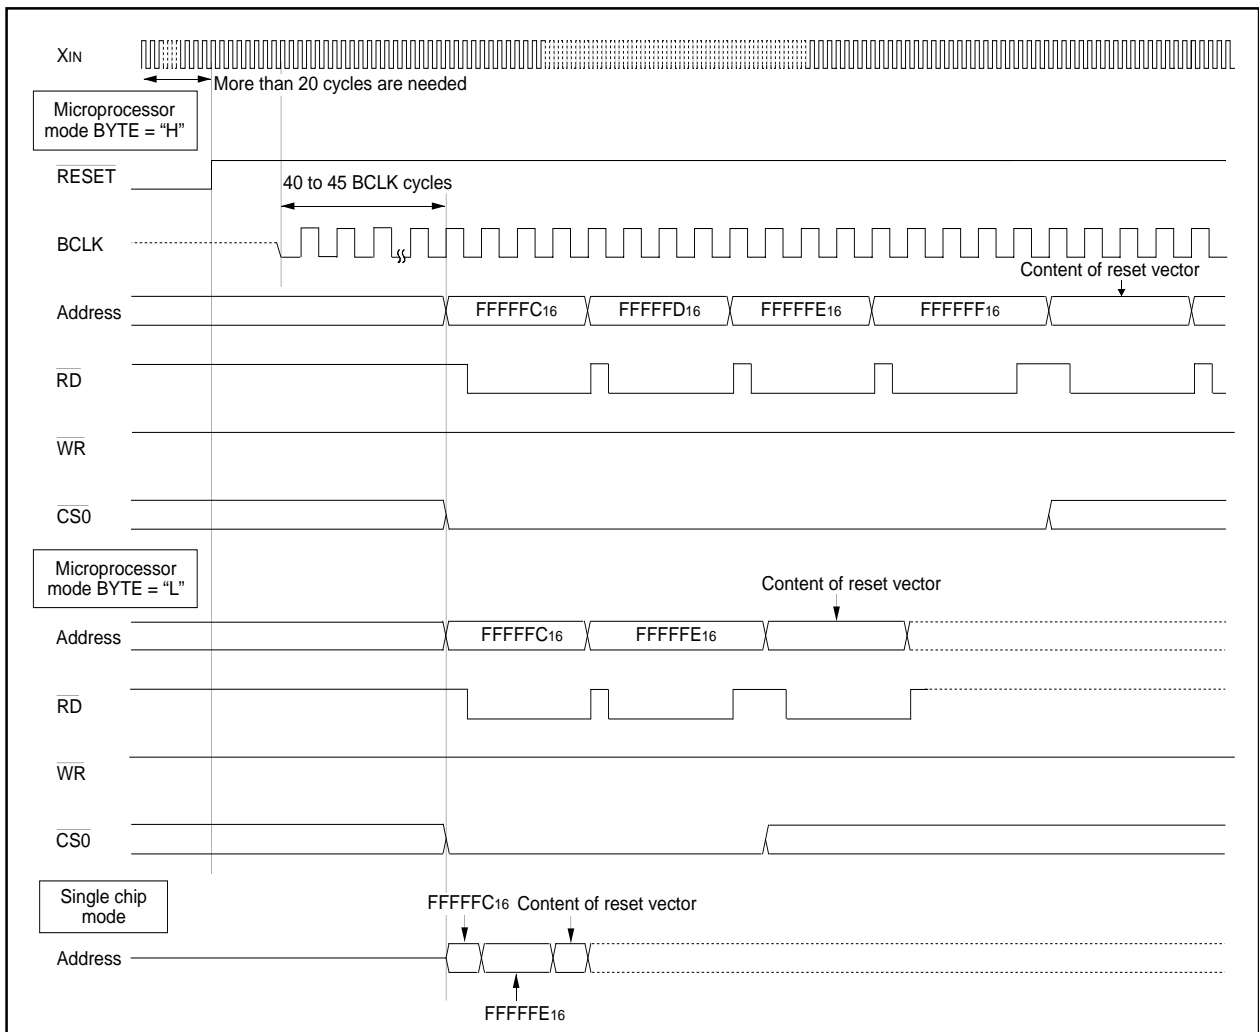 XIN
More than 20 cycles are needed
Microprocessor
mode BYTE = “H”
RESET
40 to 45 BCLK cycles
BCLK
Content of reset vector
Address
FFFFFC16
FFFFFD16
FFFFFE16
FFFFFF16
RD
WR
CS0
Microprocessor
mode BYTE = “L”
Content of reset vector
Address
FFFFFC16
FFFFFE16
RD
WR
CS0
Single chip
mode
FFFFFC16
Content of reset vector
Address
FFFFFE16